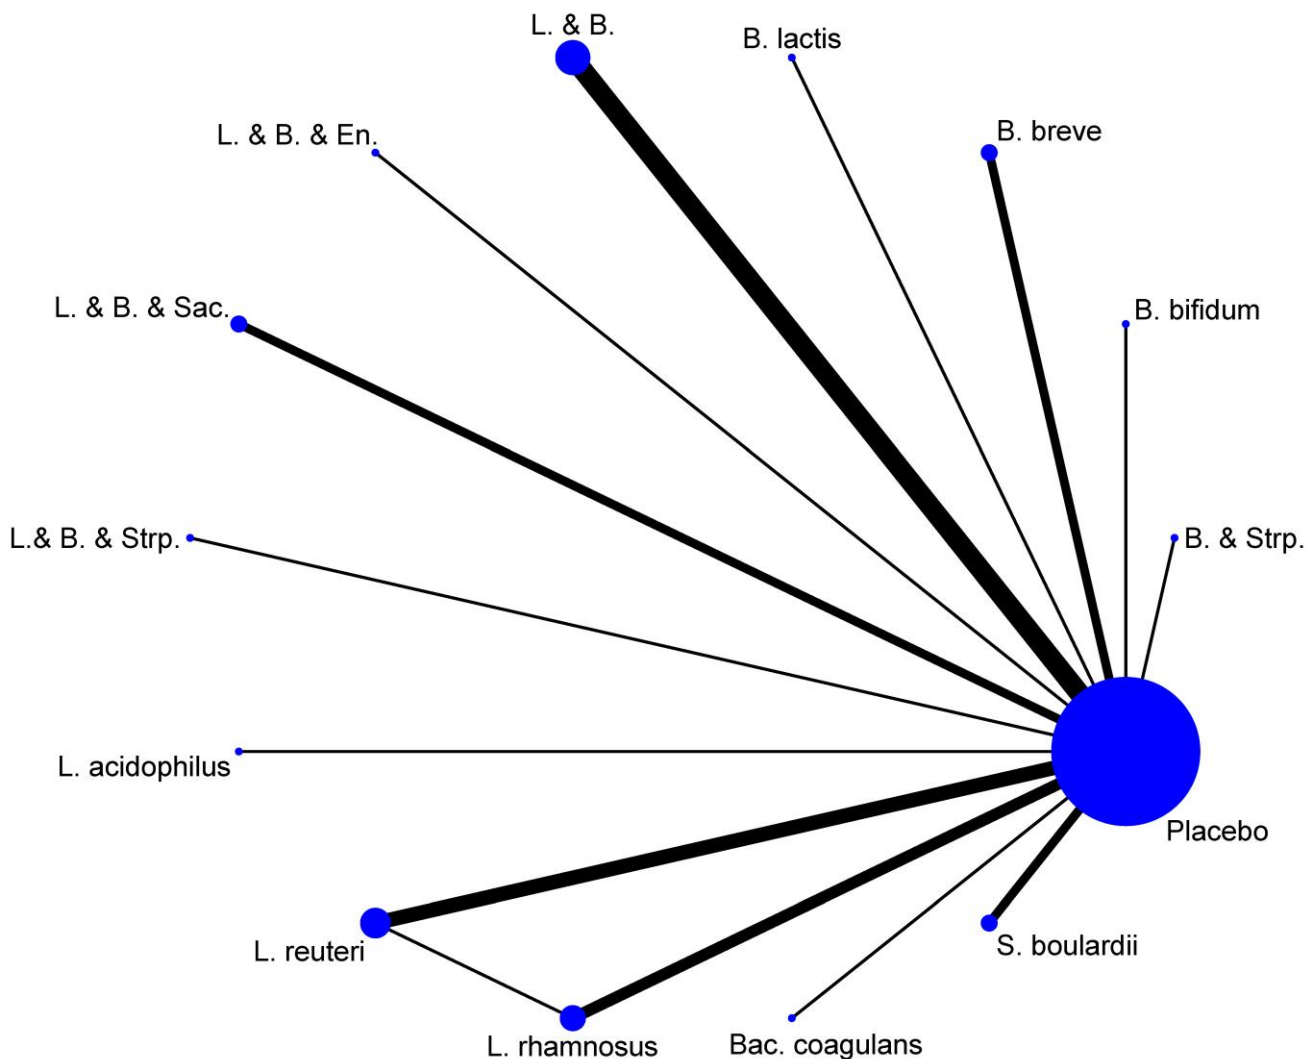 L. & B.
B. lactis
B. breve
L. & B. & En.
L. & B. & Sac.
B. bifidum
L.& B. & Strp.
B. & Strp.
L. acidophilus
Placebo
L. reuteri
S. boulardii
L. rhamnosus
Bac. coagulans